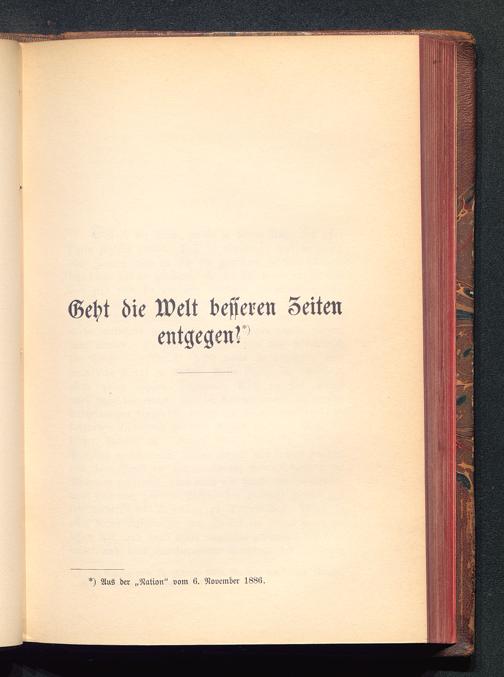 Geht die Welt besseren Zeiten
entgegen?*)
*) Aus der „Nation“ vom 6. November 1886.